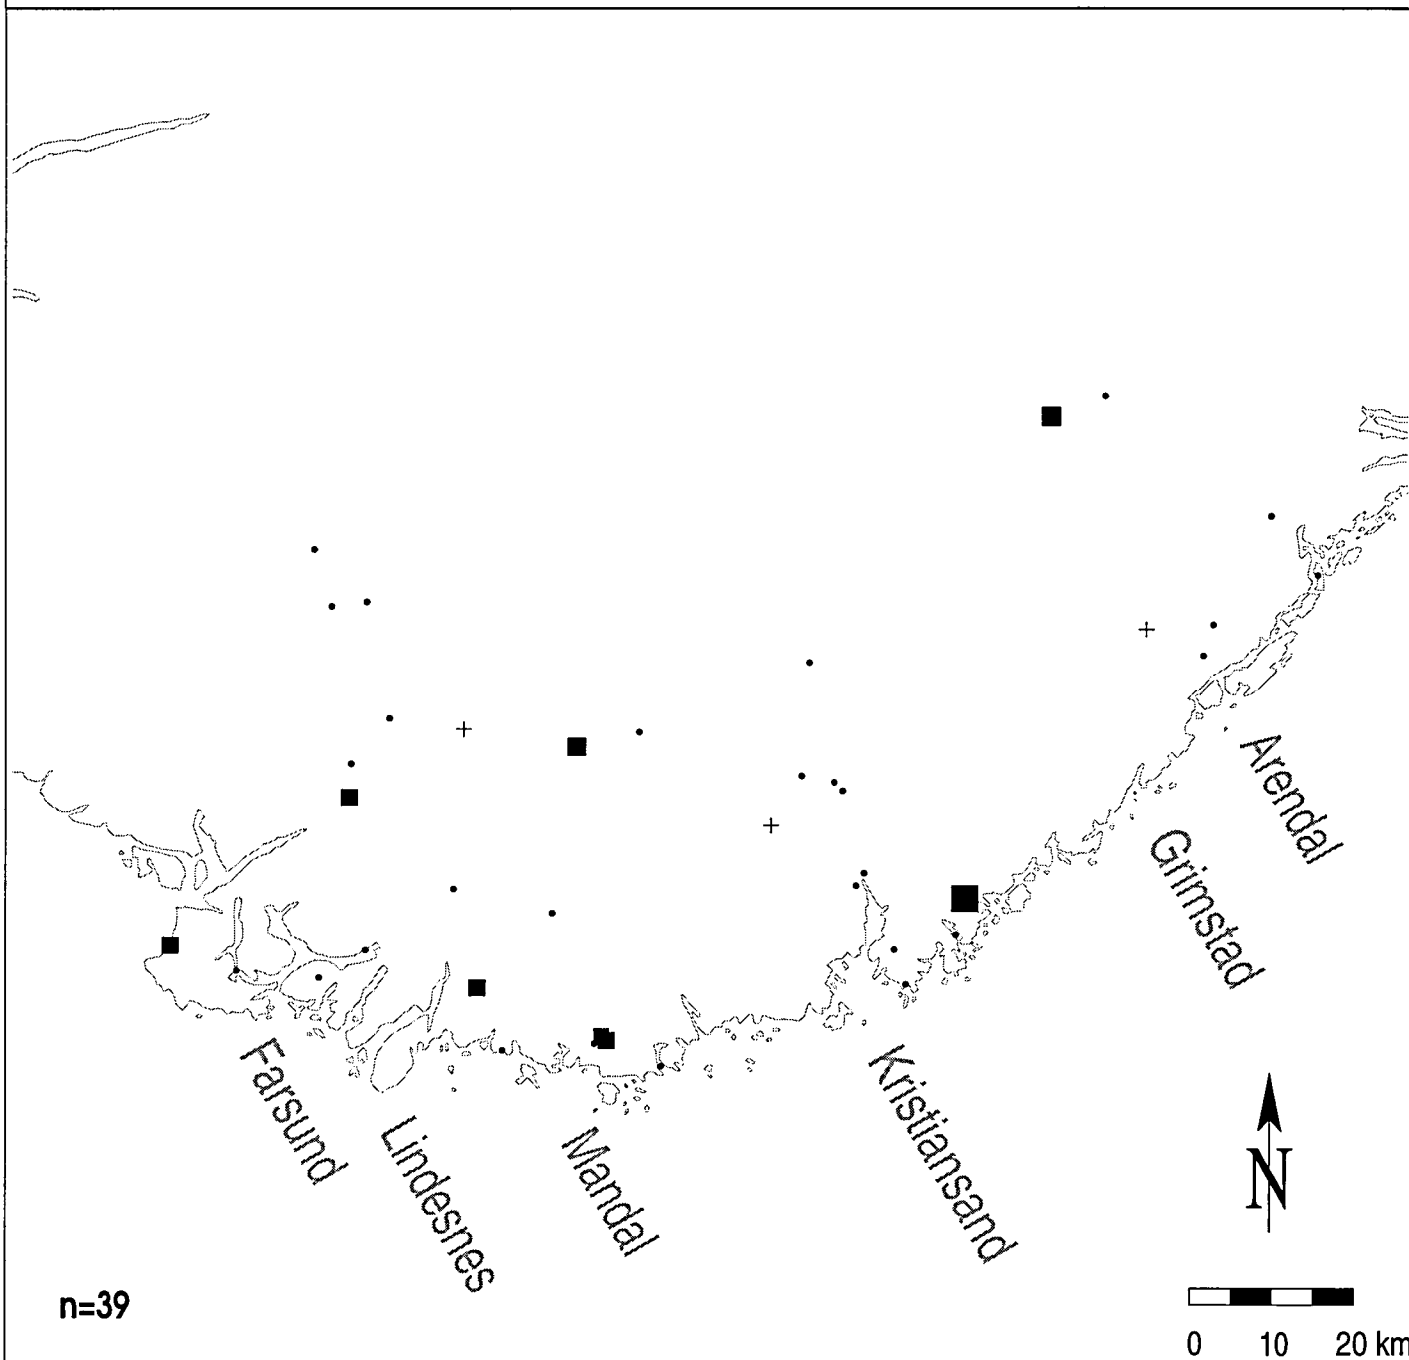 Arendal
Grimstad
Kristiansand
Mandal
Lindesnes
Farsund
N
n=39
0 10 20 km